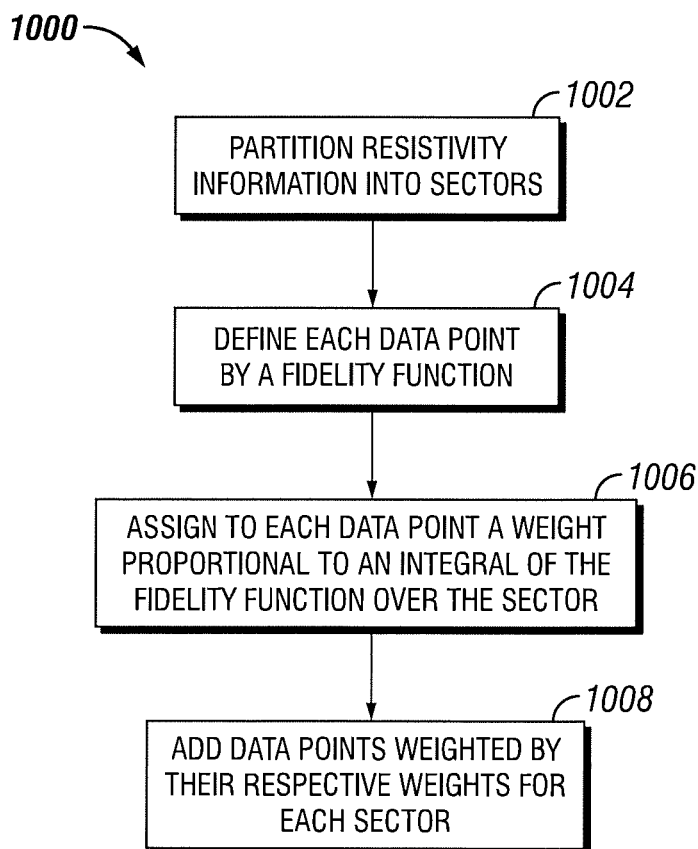 1000
1002
PARTITION RESISTIVITY
INFORMATION INTO SECTORS
1004
DEFINE EACH DATA POINT
BY A FIDELITY FUNCTION
1006
ASSIGN TO EACH DATA POINT A WEIGHT
PROPORTIONAL TO AN INTEGRAL OF THE
FIDELITY FUNCTION OVER THE SECTOR
1008
ADD DATA POINTS WEIGHTED BY
THEIR RESPECTIVE WEIGHTS FOR
EACH SECTOR